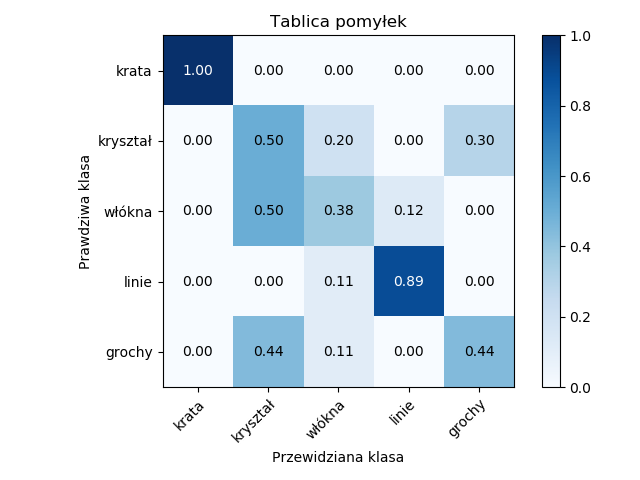 Tablica pomyłek
Prawdziwa klasa
krata 1.00 0.00 0.00 0.00 0.00
kryształ 0.00 0.50 0.20 0.00 0.30
włókna 0.00 0.50 0.38 0.12 0.00
linie 0.00 0.00 0.11 0.89 0.00
grochy 0.00 0.44 0.11 0.00 0.44
krata kryształ włókna linie grochy
Przewidziana klasa
1.0
0.8
0.6
0.4
0.2
0.0